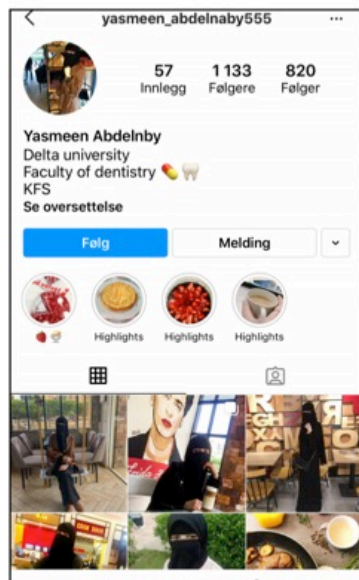 yasmeen_abdelnaby555
57 1 133 820
Innlegg Følgere Følger
Yasmeen Abdelnby
Delta university
Faculty of dentistry 💊 🦷
KFS
Se oversettelse
Følg Melding
🍓 Highlights Highlights Highlights